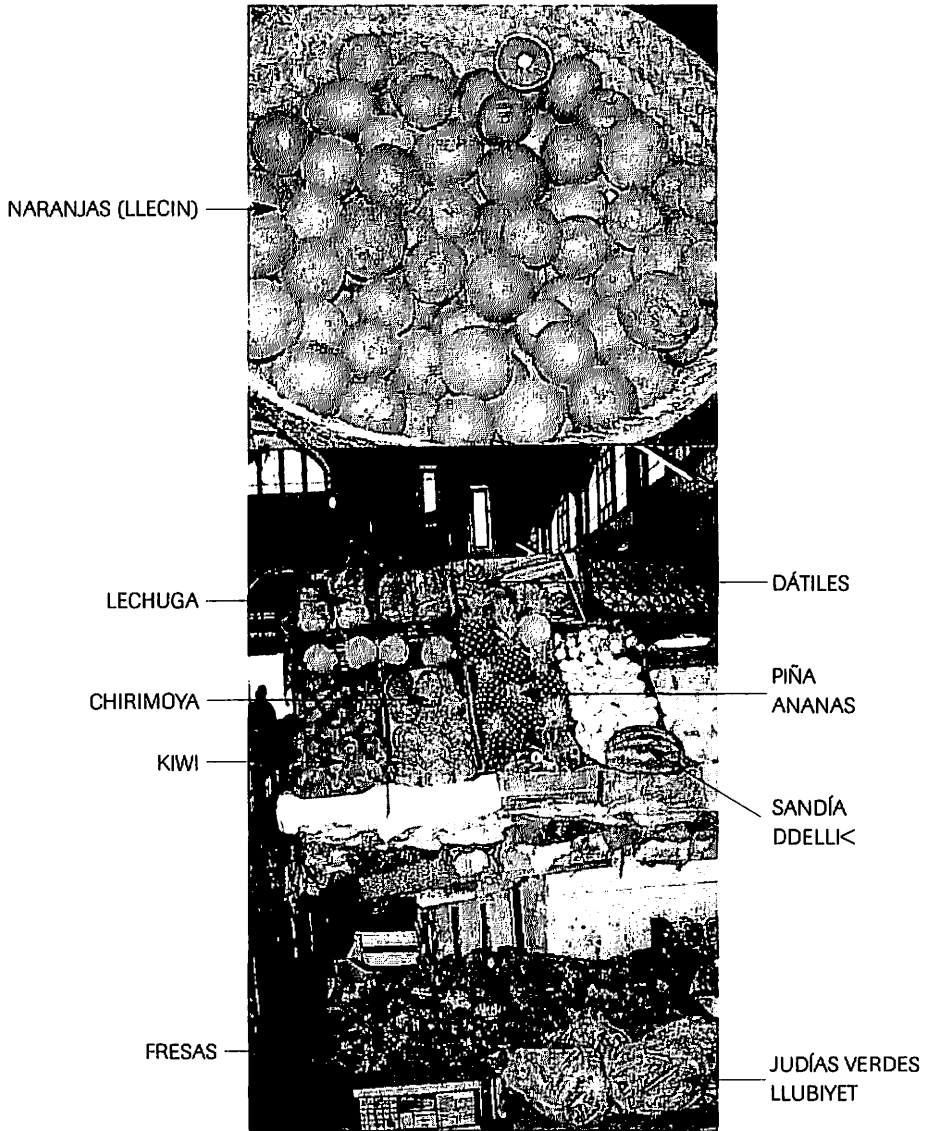 NARANJAS (LLECIN)
LECHUGA
CHIRIMOYA
KIWI
FRESAS
DÁTILES
PIÑA
ANANAS
SANDÍA
DDELLI<
JUDÍAS VERDES
LLUBIYET